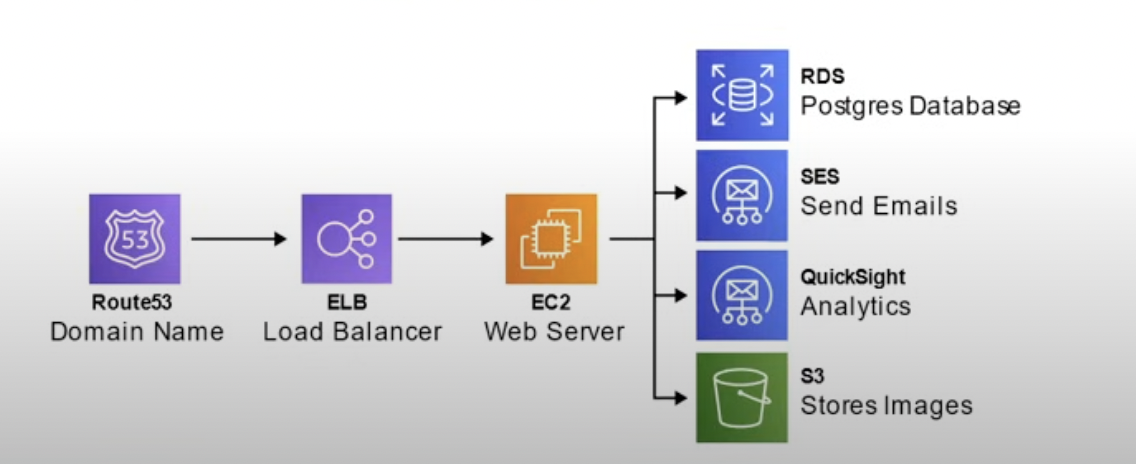 RDS
Postgres Database
SES
Send Emails
53
Route53
Domain Name
ELB
Load Balancer
EC2
Web Server
QuickSight
Analytics
S3
Stores Images